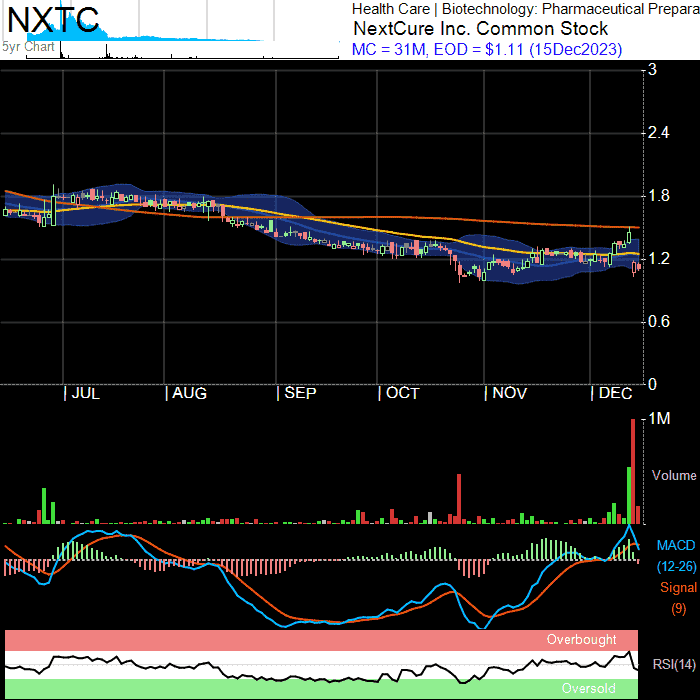 NXTC
5yr Chart
Health Care | Biotechnology: Pharmaceutical Prepara
NextCure Inc. Common Stock
MC = 31M, EOD = $1.11 (15Dec2023)
3
2.4
1.8
1.2
0.6
0
JUL
AUG
SEP
OCT
NOV
DEC
1M
Volume
MACD
(12-26)
Signal
(9)
Overbought
RSI(14)
Oversold